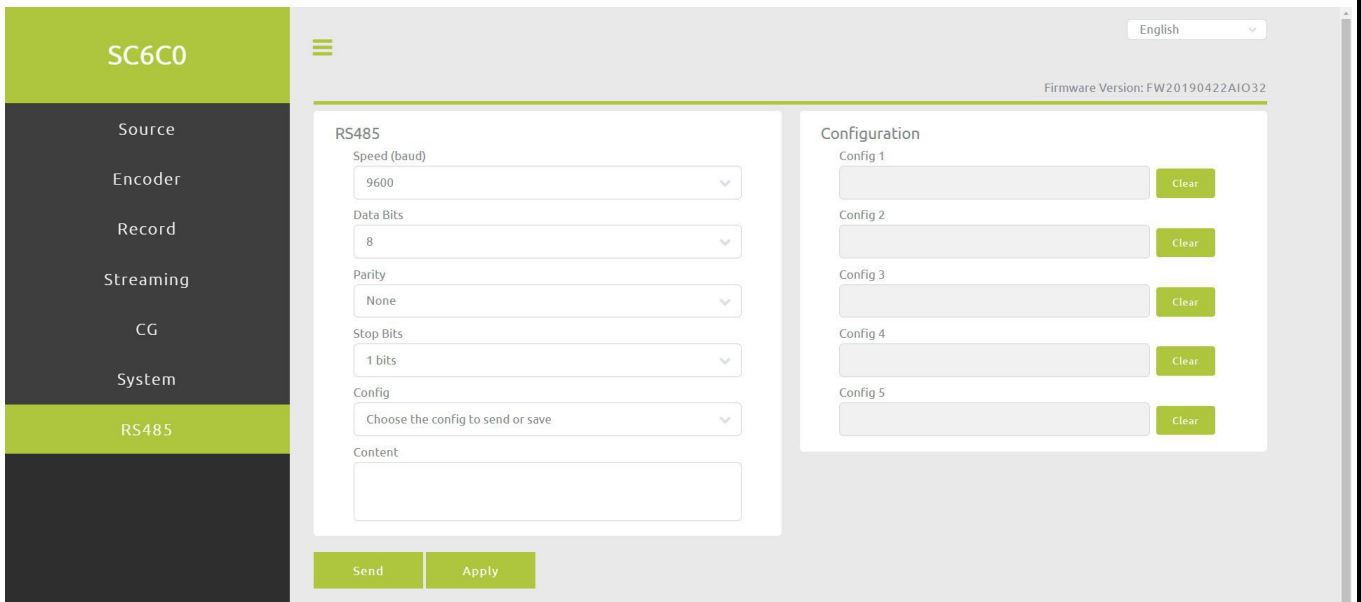 SC6C0
English
Firmware Version: FW20190422AIO32
Source
Encoder
Record
Streaming
CG
System
RS485
RS485
Speed (baud)
9600
Data Bits
8
Parity
None
Stop Bits
1 bits
Config
Choose the config to send or save
Content
Send
Apply
Configuration
Config 1
Clear
Config 2
Clear
Config 3
Clear
Config 4
Clear
Config 5
Clear